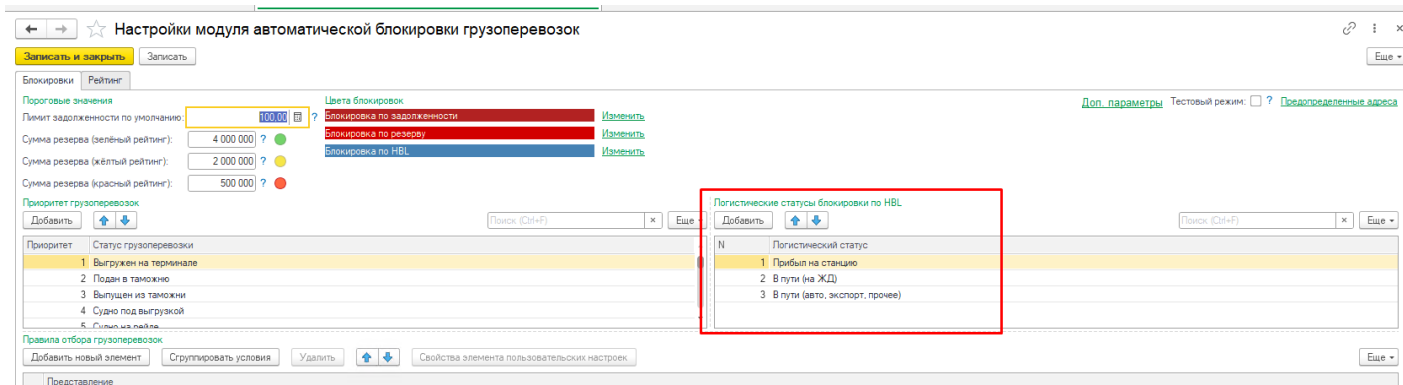 Настройки модуля автоматической блокировки грузоперевозок
Записать и закрыть Записать Еще
Блокировки Рейтинг
Пороговые значения Цвета блокировок Доп. параметры Тестовый режим: ? Предопределенные адреса
Лимит задолженности по умолчанию: 100,00 ? Блокировка по задолженности Изменить
Сумма резерва (зелёный рейтинг): 4 000 000 ? Блокировка по резерву Изменить
Блокировка по HBL Изменить
Сумма резерва (жёлтый рейтинг): 2 000 000 ?
Сумма резерва (красный рейтинг): 500 000 ?
Приоритет грузоперевозок Логистические статусы блокировки по HBL
Добавить Поиск (Ctrl+F) × Еще Добавить Поиск (Ctrl+F) × Еще
Приоритет Статус грузоперевозки N Логистический статус
1 Выгружен на терминале 1 Прибыл на станцию
2 Подан в таможню 2 В пути (на ЖД)
3 Выпущен из таможни 3 В пути (авто, экспорт, прочее)
4 Судно под выгрузкой
5 Судно на рейде
Правила отбора грузоперевозок
Добавить новый элемент Сгруппировать условия Удалить Свойства элемента пользовательских настроек Еще
Представление